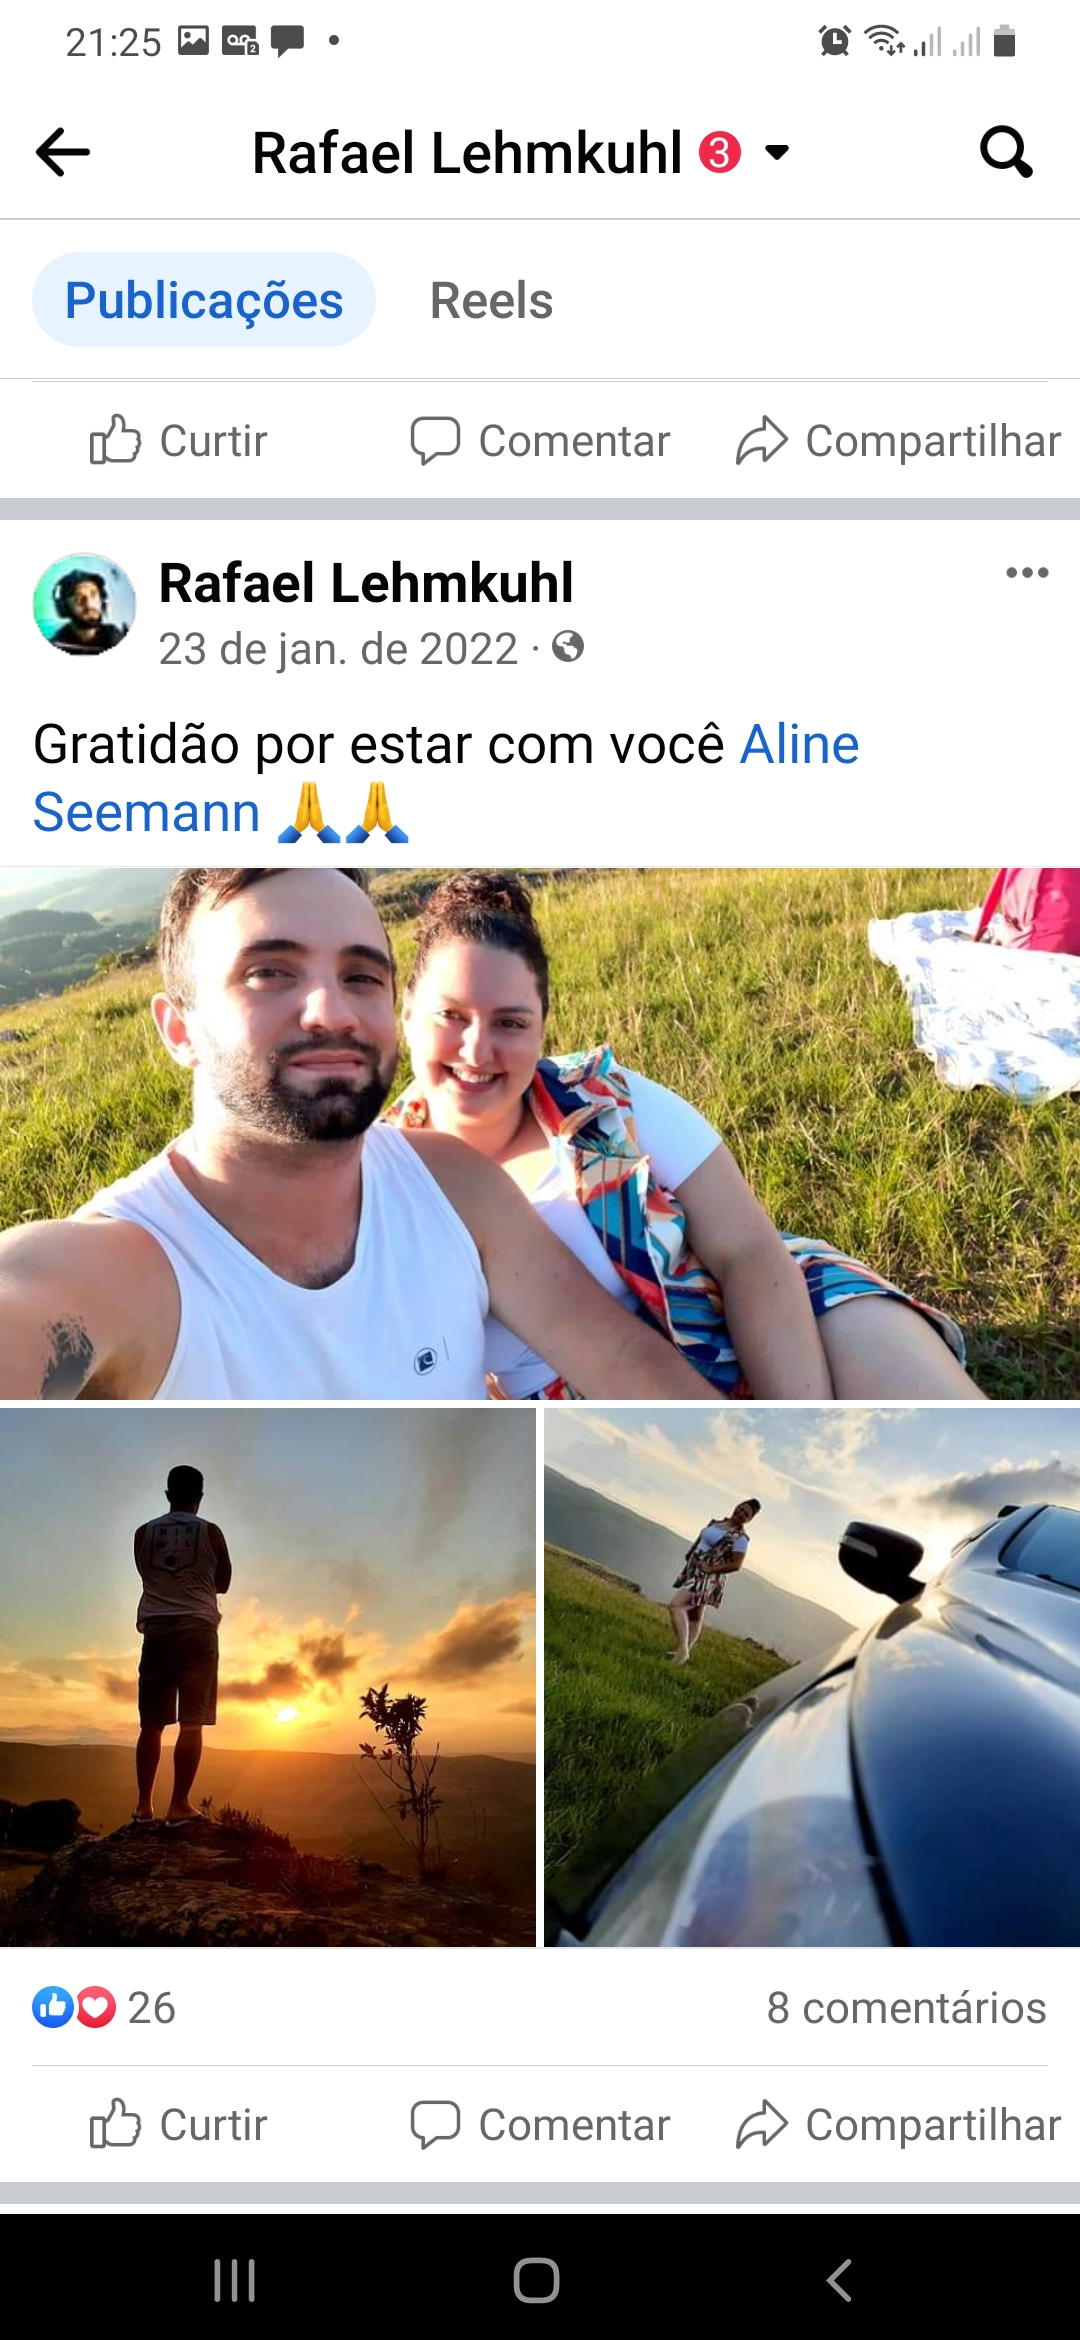 21:25
Rafael Lehmkuhl 3
Publicações Reels
Curtir Comentar Compartilhar
Rafael Lehmkuhl
23 de jan. de 2022 ·
Gratidão por estar com você Aline
Seemann 🙏🙏
26 8 comentários
Curtir Comentar Compartilhar